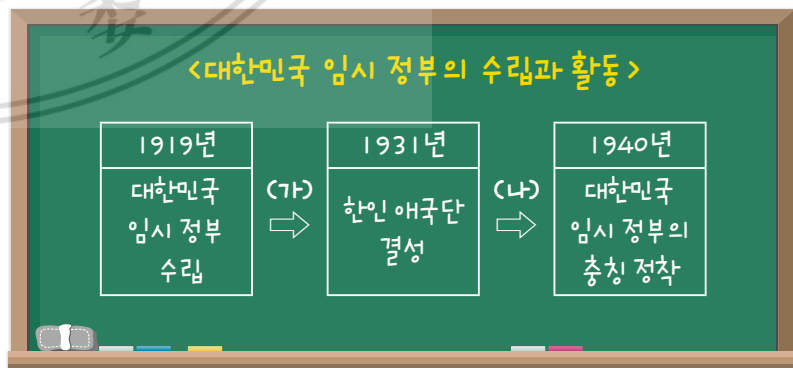 <대한민국 임시 정부의 수립과 활동>
1919년
대한민국
임시 정부
수립
(가)
1931년
한인 애국단
결성
(나)
1940년
대한민국
임시 정부의
충칭 정착